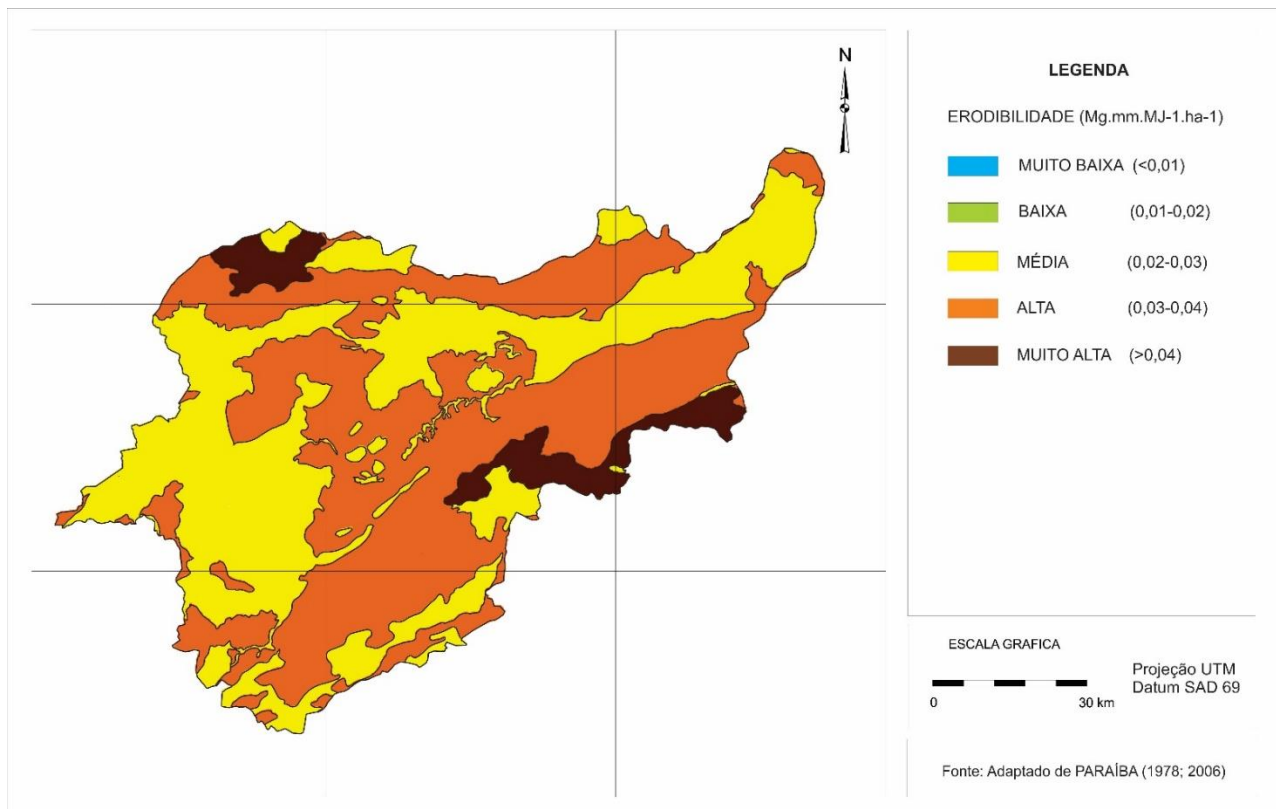 N
LEGENDA
ERODIBILIDADE (Mg.mm.MJ-1.ha-1)
MUITO BAIXA (<0,01)
BAIXA (0,01-0,02)
MÉDIA (0,02-0,03)
ALTA (0,03-0,04)
MUITO ALTA (>0,04)
ESCALA GRAFICA
0 30 km
Projeção UTM
Datum SAD 69
Fonte: Adaptado de PARAÍBA (1978; 2006)